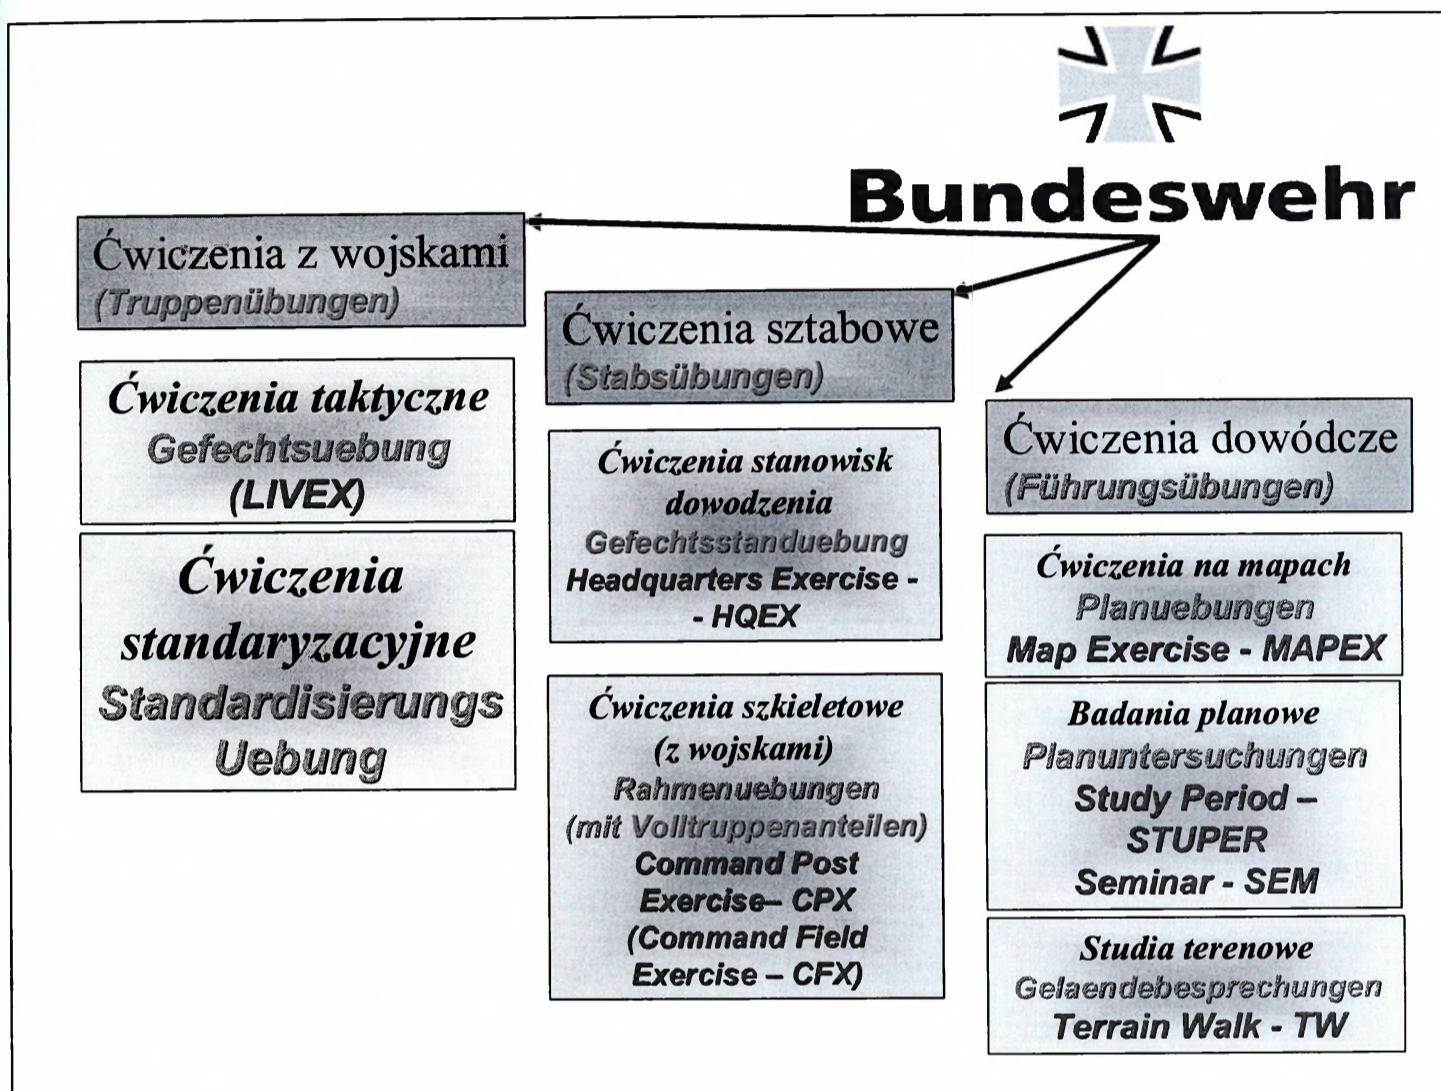 Bundeswehr
Ćwiczenia z wojskami
(Truppenübungen)
Ćwiczenia taktyczne
Gefechtsuebung
(LIVEX)
Ćwiczenia
standaryzacyjne
Standardisierungs
Uebung
Ćwiczenia sztabowe
(Stabsübungen)
Ćwiczenia stanowisk
dowodzenia
Gefechtsstanduebung
Headquarters Exercise -
- HQEX
Ćwiczenia szkieletowe
(z wojskami)
Rahmenuebungen
(mit Volltruppenanteilen)
Command Post
Exercise– CPX
(Command Field
Exercise – CFX)
Ćwiczenia dowódcze
(Führungsübungen)
Ćwiczenia na mapach
Planuebungen
Map Exercise - MAPEX
Badania planowe
Planuntersuchungen
Study Period –
STUPER
Seminar - SEM
Studia terenowe
Gelaendebesprechungen
Terrain Walk - TW